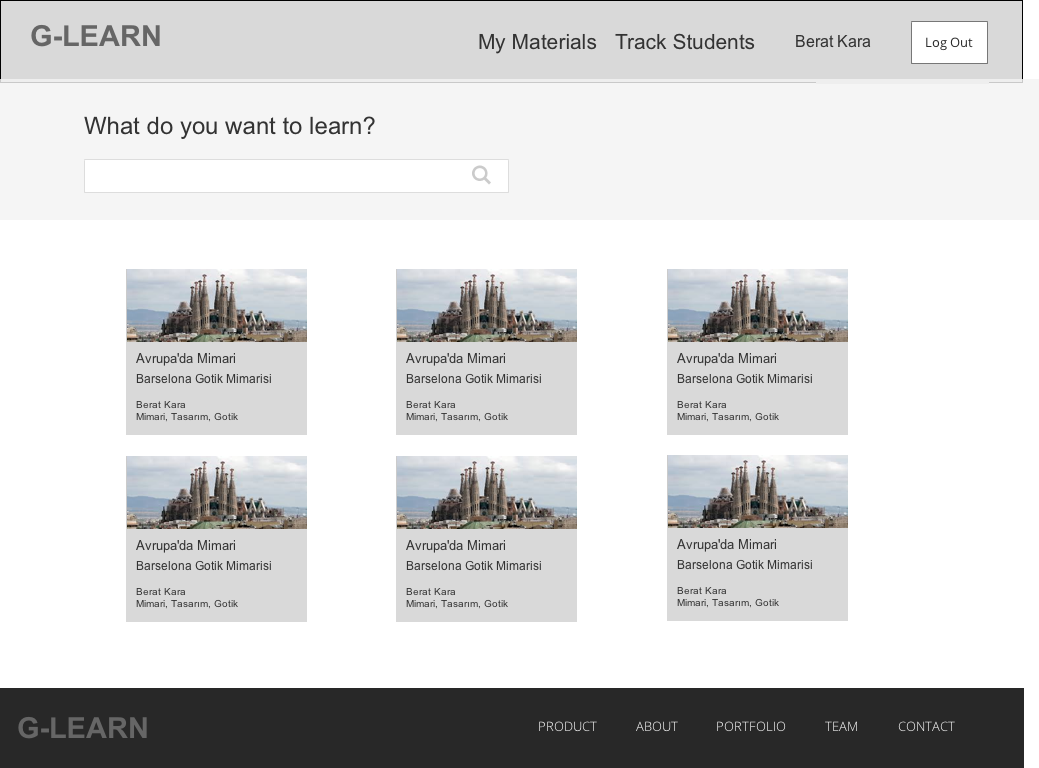 G-LEARN
My Materials Track Students Berat Kara Log Out
What do you want to learn?
Avrupa'da Mimari
Barselona Gotik Mimarisi
Berat Kara
Mimari, Tasarım, Gotik
Avrupa'da Mimari
Barselona Gotik Mimarisi
Berat Kara
Mimari, Tasarım, Gotik
Avrupa'da Mimari
Barselona Gotik Mimarisi
Berat Kara
Mimari, Tasarım, Gotik
Avrupa'da Mimari
Barselona Gotik Mimarisi
Berat Kara
Mimari, Tasarım, Gotik
Avrupa'da Mimari
Barselona Gotik Mimarisi
Berat Kara
Mimari, Tasarım, Gotik
Avrupa'da Mimari
Barselona Gotik Mimarisi
Berat Kara
Mimari, Tasarım, Gotik
G-LEARN
PRODUCT ABOUT PORTFOLIO TEAM CONTACT